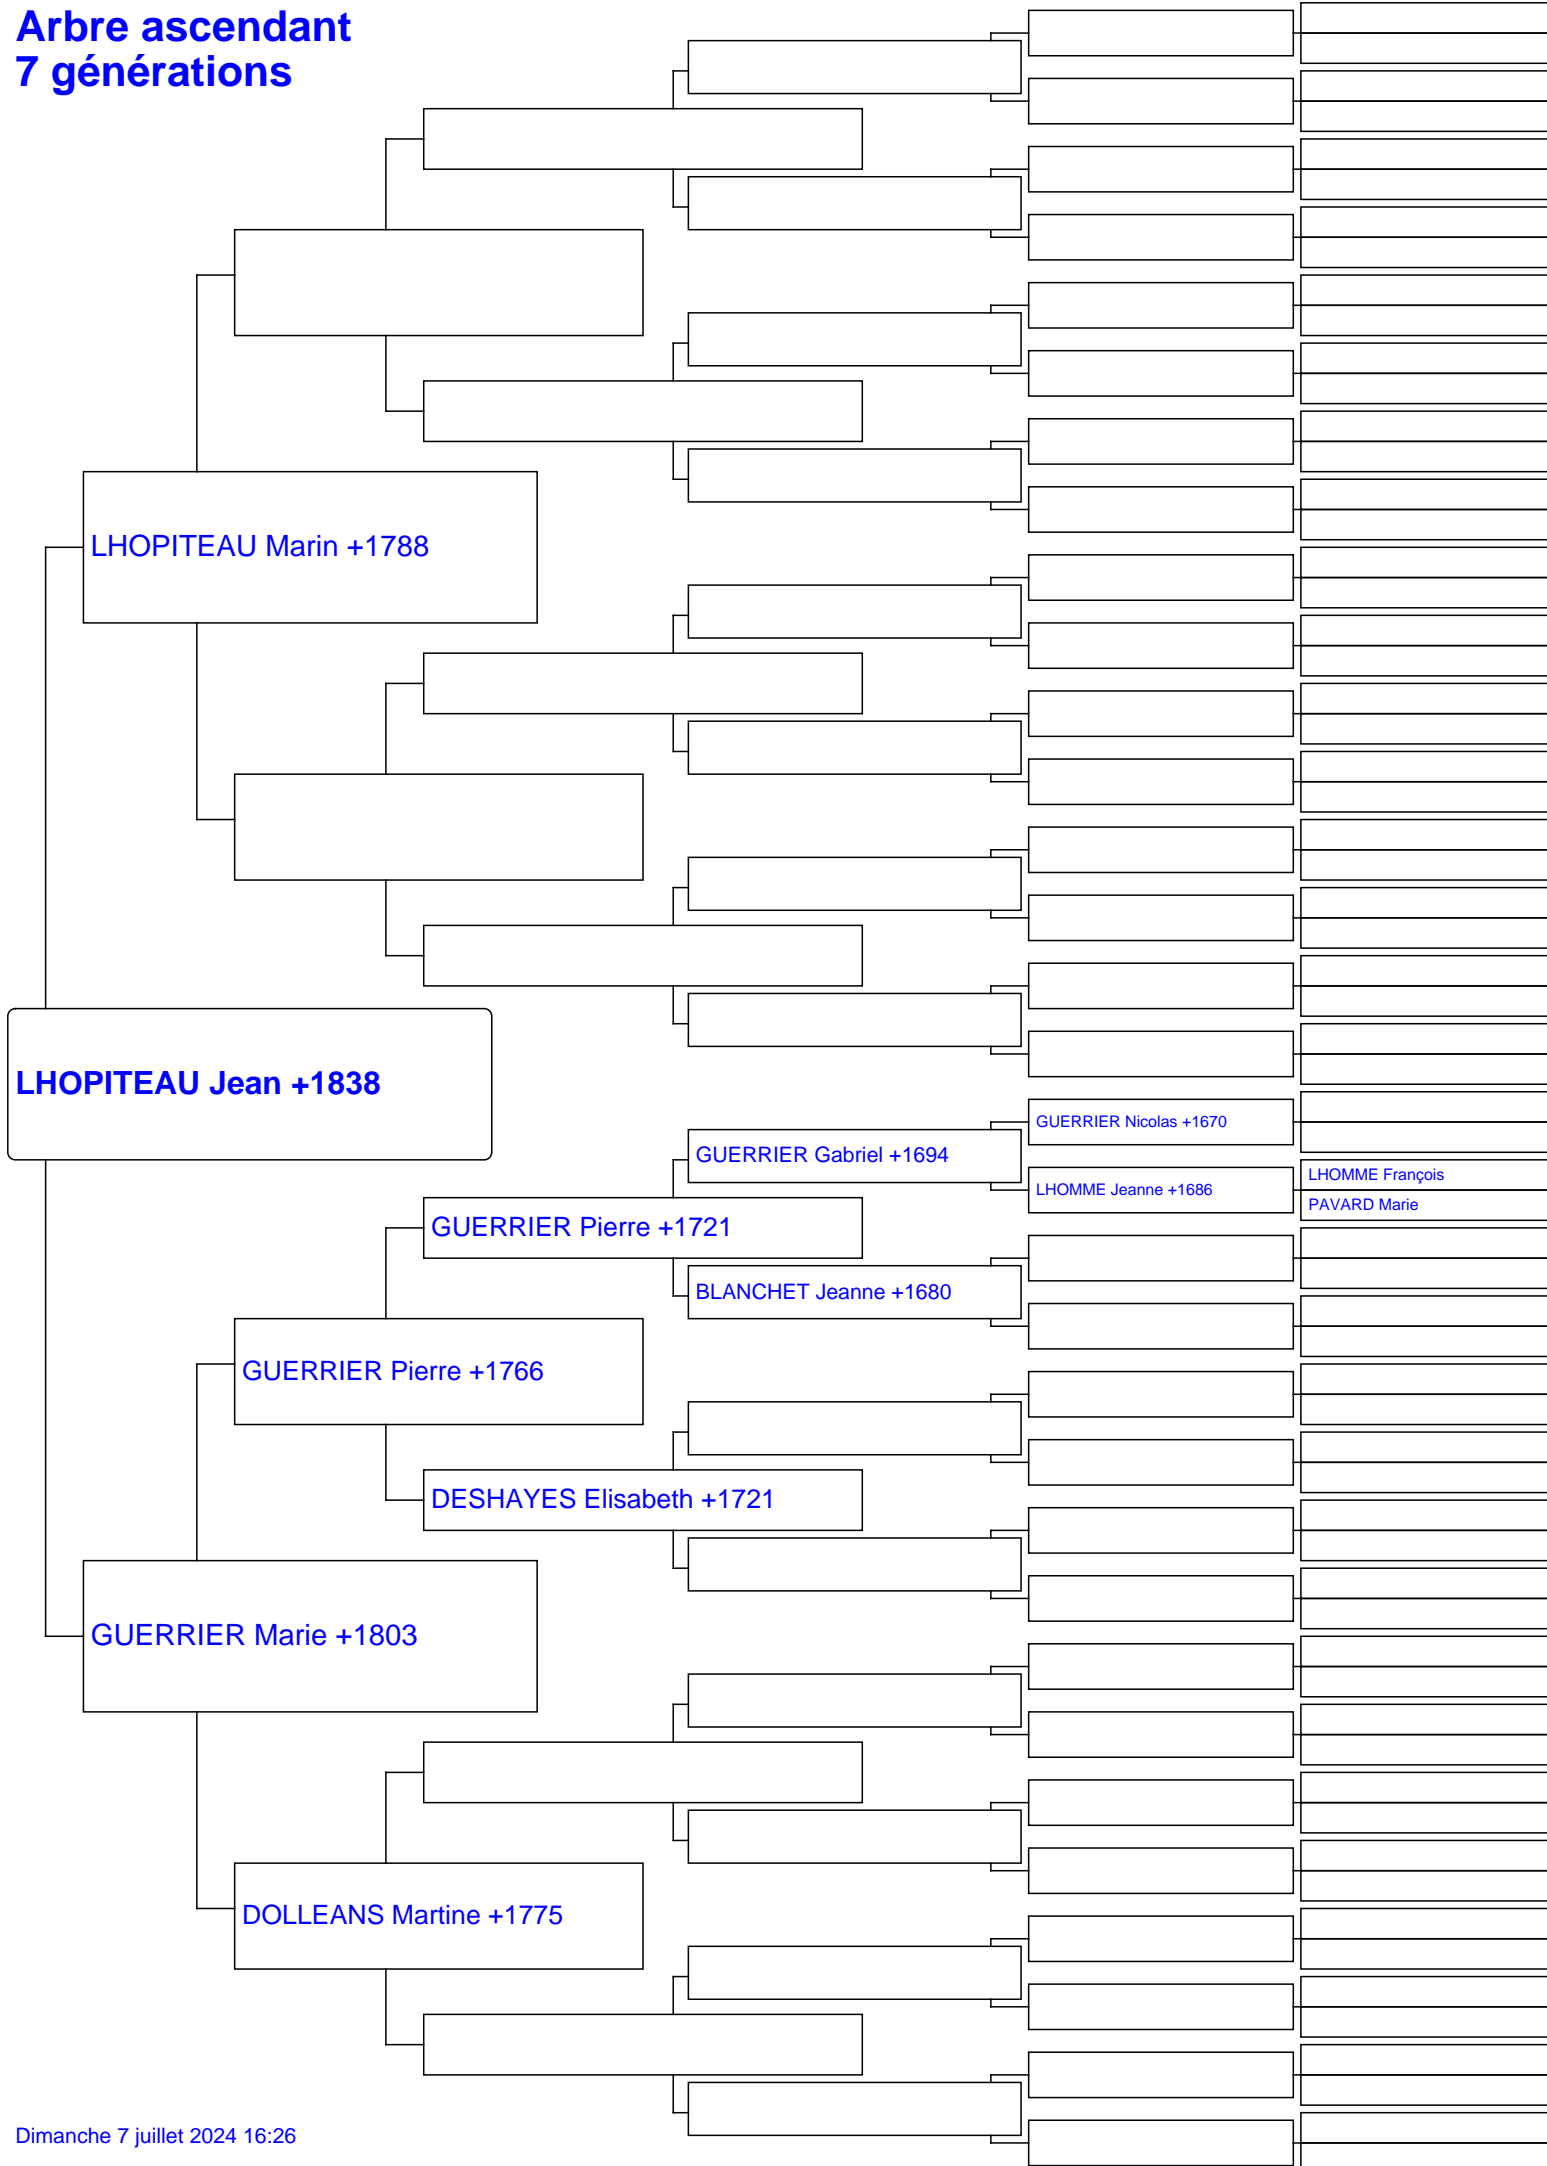 Arbre ascendant
7 générations
LHOPITEAU Marin +1788
LHOPITEAU Jean +1838
GUERRIER Nicolas +1670
GUERRIER Gabriel +1694
LHOMME François
LHOMME Jeanne +1686
PAVARD Marie
GUERRIER Pierre +1721
BLANCHET Jeanne +1680
GUERRIER Pierre +1766
DESHAYES Elisabeth +1721
GUERRIER Marie +1803
DOLLEANS Martine +1775
Dimanche 7 juillet 2024 16:26